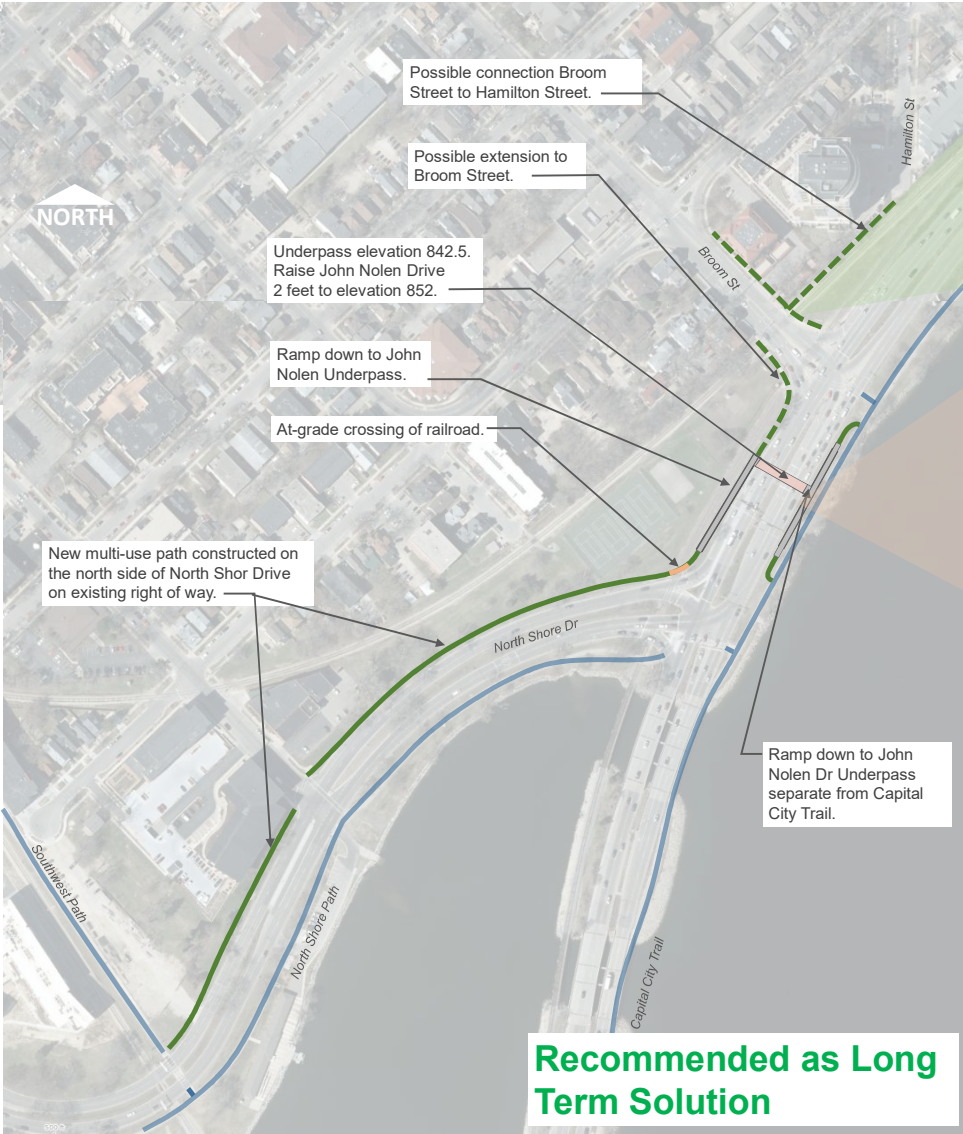 Possible connection Broom
Street to Hamilton Street.
Hamilton St
Possible extension to
Broom Street.
NORTH
Underpass elevation 842.5.
Raise John Nolen Drive
2 feet to elevation 852.
Broom St
Ramp down to John
Nolen Underpass.
At-grade crossing of railroad.
New multi-use path constructed on
the north side of North Shor Drive
on existing right of way.
North Shore Dr
Ramp down to John
Nolen Dr Underpass
separate from Capital
City Trail.
Southwest Path
North Shore Path
Capital City Trail
Recommended as Long
Term Solution